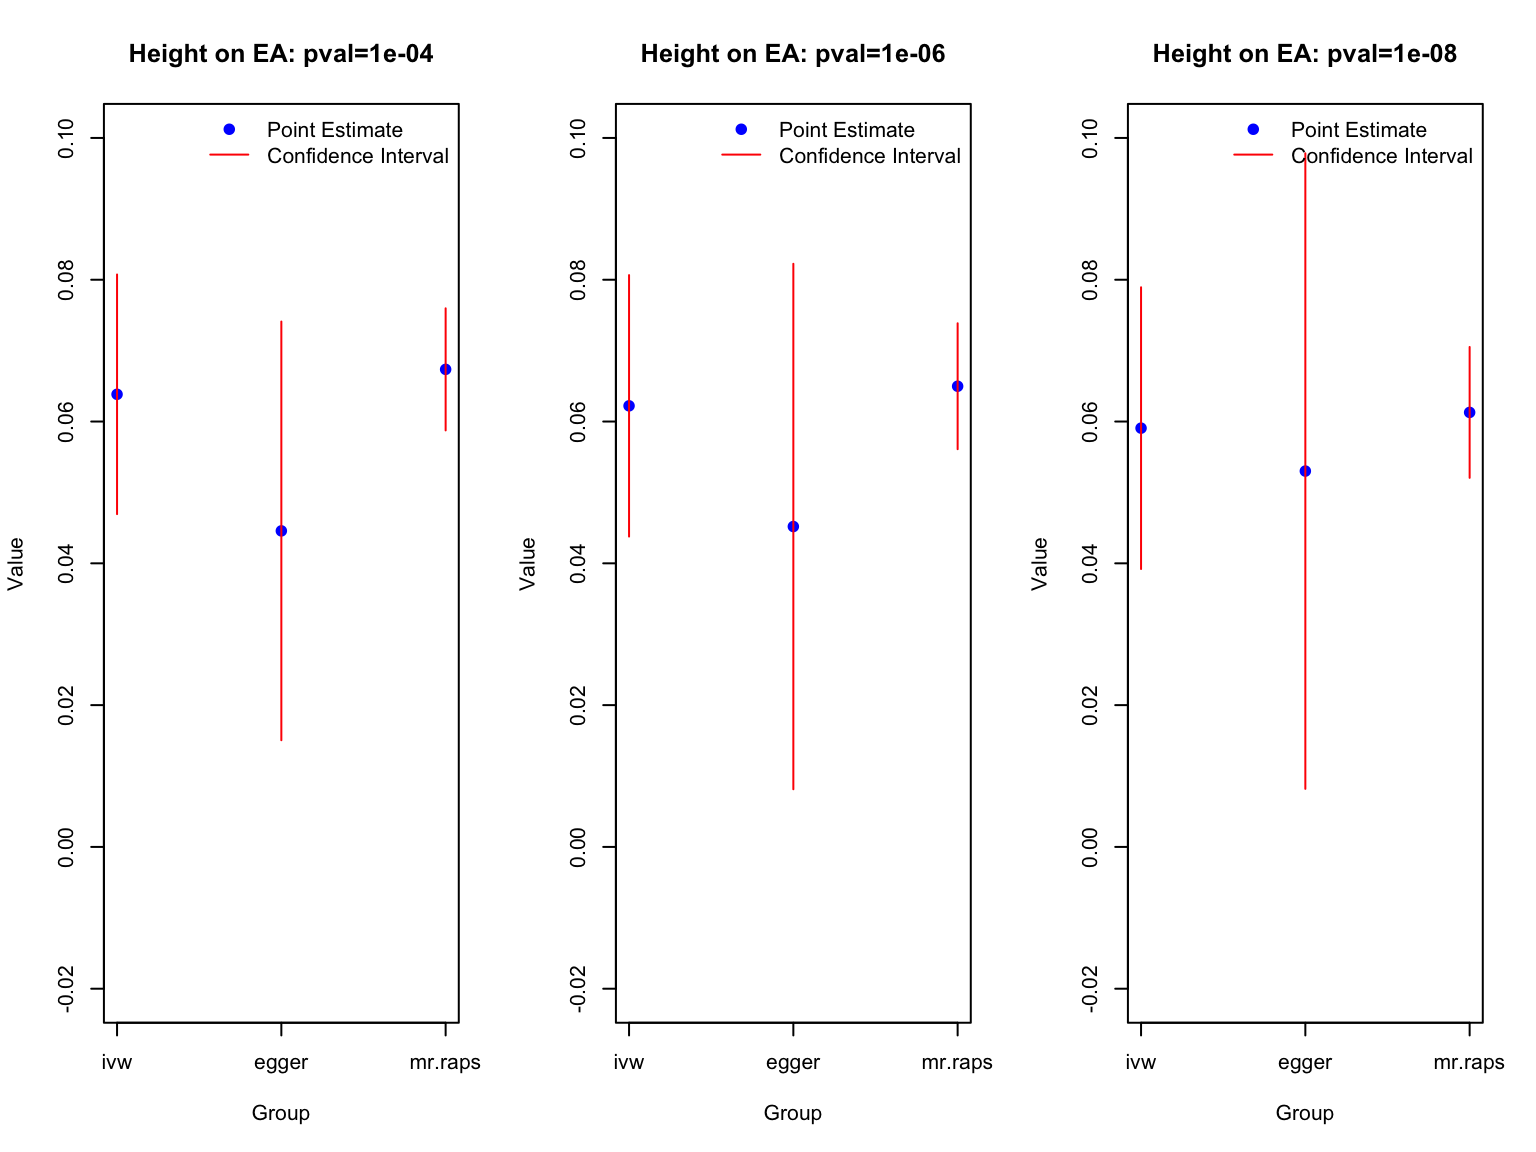 Height on EA: pval=1e-04
Point Estimate
Confidence Interval
0.10
0.08
0.06
0.04
0.02
0.00
-0.02
Value
ivw egger mr.raps
Group
Height on EA: pval=1e-06
Point Estimate
Confidence Interval
0.10
0.08
0.06
0.04
0.02
0.00
-0.02
Value
ivw egger mr.raps
Group
Height on EA: pval=1e-08
Point Estimate
Confidence Interval
0.10
0.08
0.06
0.04
0.02
0.00
-0.02
Value
ivw egger mr.raps
Group